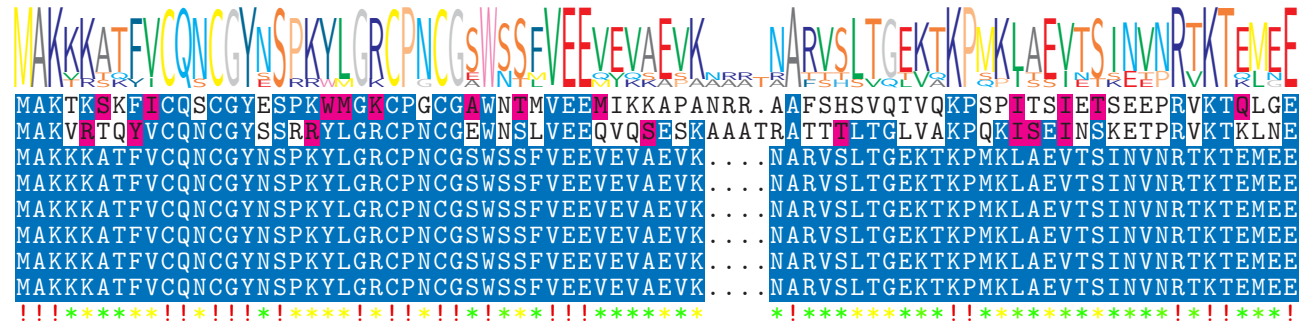 MAKKKATFVCQNCGYNSPKYLGRCPNCGSWSSFVEEVEVAEVK NARVSLTGEKTKPMKLAEVTSINVNRTKTEMEE
MAKTKSKFICQSCGYESPKWMGKCPGCGAWNTMVEEMIKKAPANRR.AAFSHSVQTVQKPSPITSIETSEEPRVKTQLGE
MAKVRTQYVCQNCGYSSRRYLGRCPNCGEWNSLVEEQVQSESKAAATRATTTLTGLVAKPQKISEINSKETPRVKTKLNE
MAKKKATFVCQNCGYNSPKYLGRCPNCGSWSSFVEEVEVAEVK....NARVSLTGEKTKPMKLAEVTSINVNRTKTEMEE
MAKKKATFVCQNCGYNSPKYLGRCPNCGSWSSFVEEVEVAEVK....NARVSLTGEKTKPMKLAEVTSINVNRTKTEMEE
MAKKKATFVCQNCGYNSPKYLGRCPNCGSWSSFVEEVEVAEVK....NARVSLTGEKTKPMKLAEVTSINVNRTKTEMEE
MAKKKATFVCQNCGYNSPKYLGRCPNCGSWSSFVEEVEVAEVK....NARVSLTGEKTKPMKLAEVTSINVNRTKTEMEE
MAKKKATFVCQNCGYNSPKYLGRCPNCGSWSSFVEEVEVAEVK....NARVSLTGEKTKPMKLAEVTSINVNRTKTEMEE
!!!******!!*!!!*!****!*!!*!!*!***!!!******* *!*********!!************!*!!***!